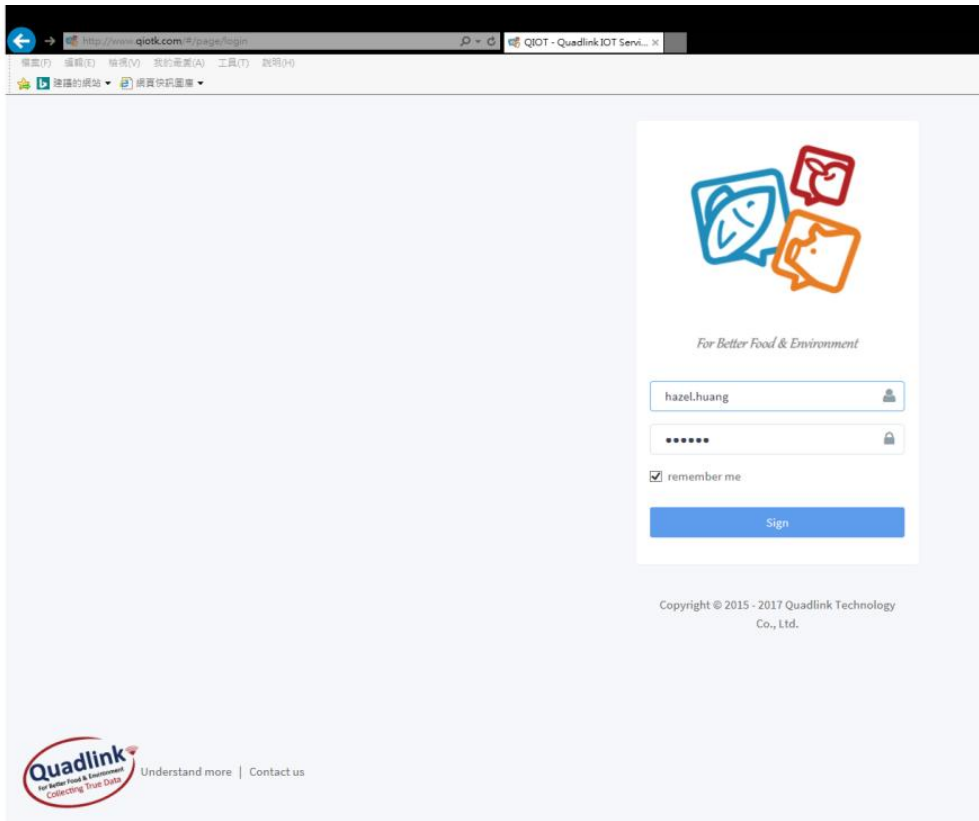 http://www.qiotk.com/#/page/login
QIOT - Quadlink IOT Servi...
檔案(F) 編輯(E) 檢視(V) 我的最愛(A) 工具(T) 說明(H)
建議的網站 網頁快訊圖庫
For Better Food & Environment
hazel.huang
remember me
Sign
Copyright © 2015 - 2017 Quadlink Technology
Co., Ltd.
Quadlink
For Better Food & Environment
Collecting True Data
Understand more | Contact us